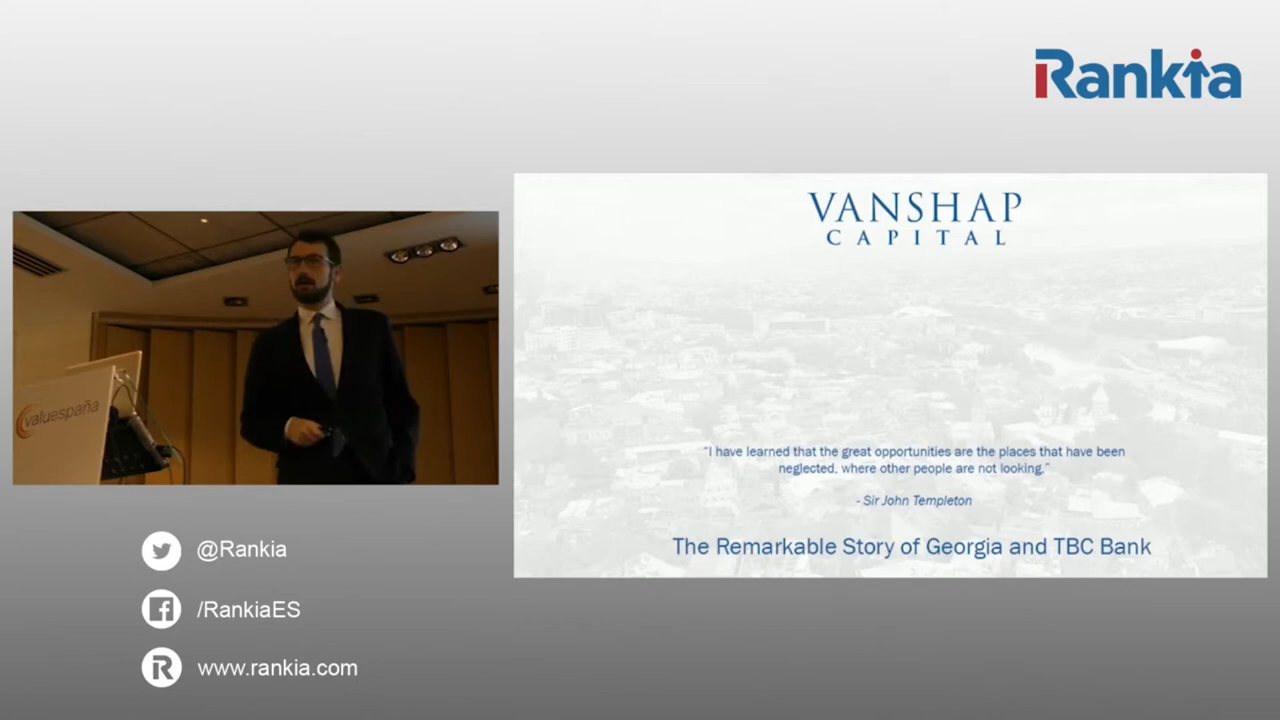 Rankia
VANSHAP
CAPITAL
valuespaña
“I have learned that the great opportunities are the places that have been
neglected, where other people are not looking.”
- Sir John Templeton
The Remarkable Story of Georgia and TBC Bank
@Rankia
/RankiaES
www.rankia.com